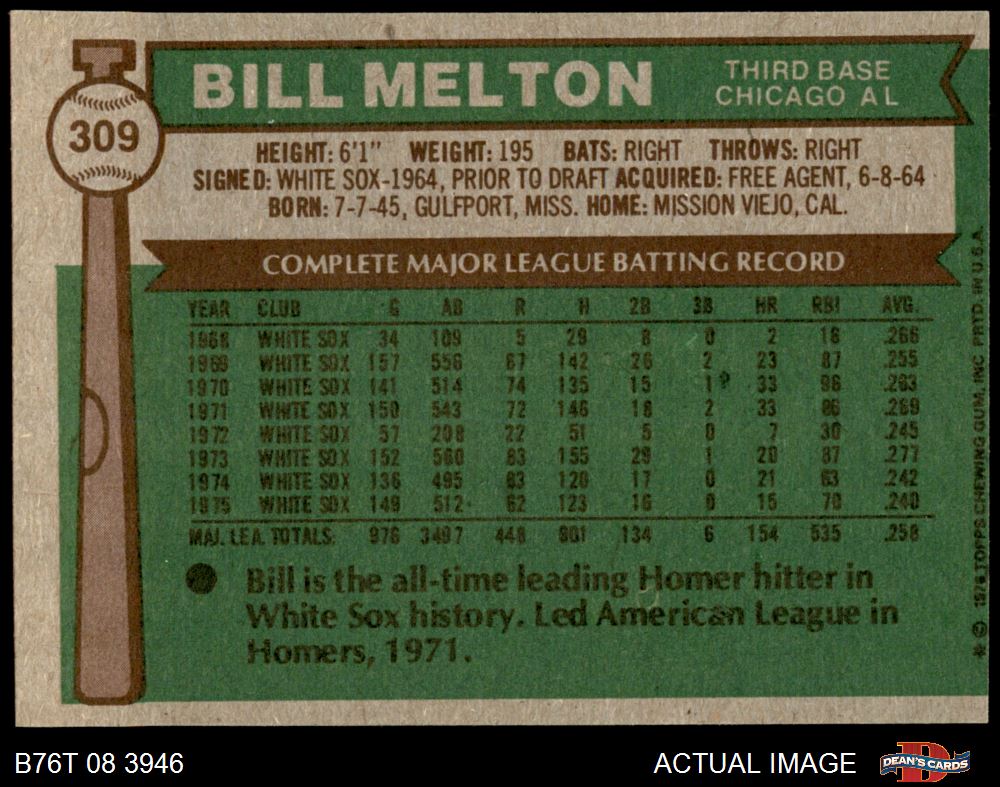 BILL MELTON
THIRD BASE
CHICAGO A L
309
HEIGHT: 6'1" WEIGHT: 195 BATS: RIGHT THROWS: RIGHT
SIGNED: WHITE SOX-1964, PRIOR TO DRAFT ACQUIRED: FREE AGENT, 6-8-64
BORN: 7-7-45, GULFPORT, MISS. HOME: MISSION VIEJO, CAL.
COMPLETE MAJOR LEAGUE BATTING RECORD
YEAR CLUB G AB R H 2B 3B HR RBI AVG.
1968 WHITE SOX 34 109 5 29 8 0 2 16 .266
1969 WHITE SOX 157 556 67 142 26 2 23 87 .255
1970 WHITE SOX 141 514 74 135 15 1 33 96 .263
1971 WHITE SOX 150 543 72 146 18 2 33 86 .269
1972 WHITE SOX 57 208 22 51 5 0 7 30 .245
1973 WHITE SOX 152 560 83 155 29 1 20 87 .277
1974 WHITE SOX 136 495 63 120 17 0 21 63 .242
1975 WHITE SOX 149 512 62 123 16 0 15 70 .240
MAJ. LEA. TOTALS 976 3497 448 901 134 6 154 535 .258
Bill is the all-time leading Homer hitter in
White Sox history. Led American League in
Homers, 1971.
* © 1976 TOPPS CHEWING GUM, INC. PRTD. IN U.S.A.
B76T 08 3946
ACTUAL IMAGE
DEAN'S CARDS